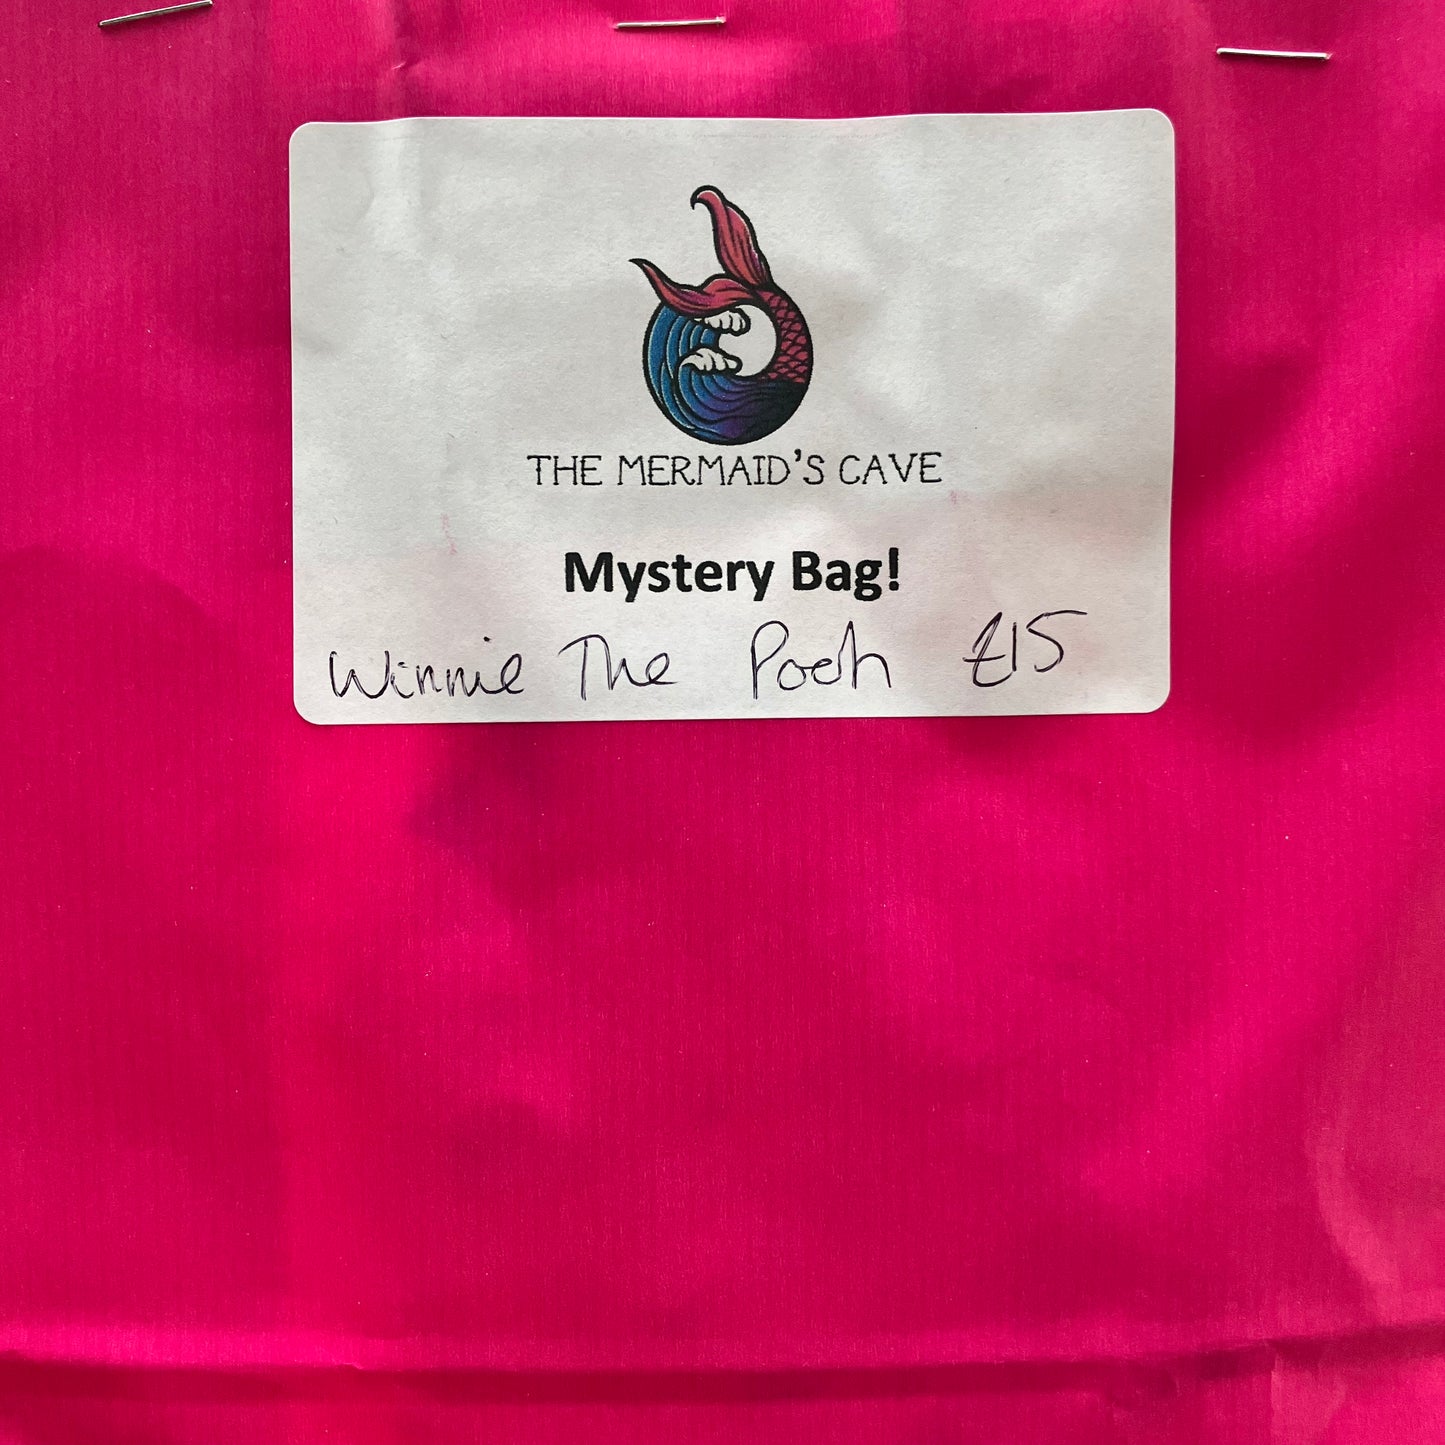 THE MERMAID'S CAVE
Mystery Bag!
Winnie The Pooh £15